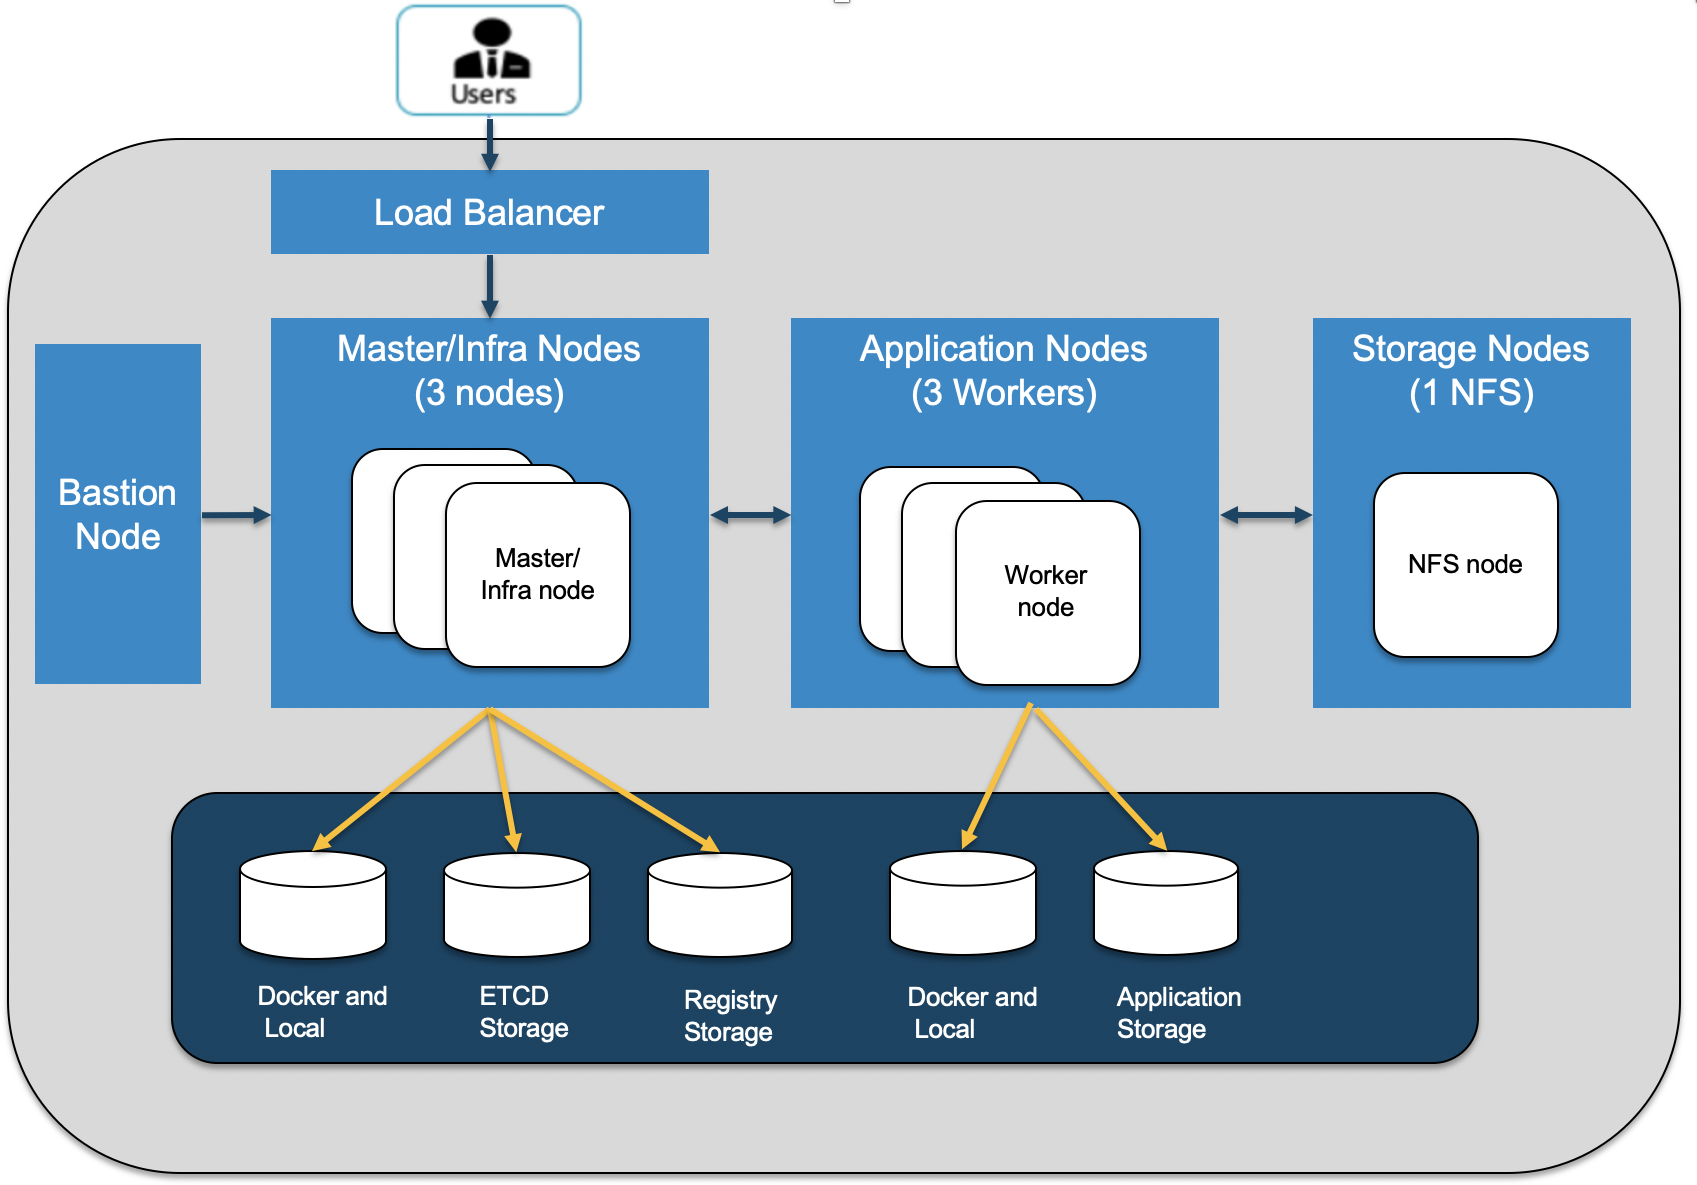 Users
Load Balancer
Bastion
Node
Master/Infra Nodes
(3 nodes)
Master/
Infra node
Application Nodes
(3 Workers)
Worker
node
Storage Nodes
(1 NFS)
NFS node
Docker and
Local
ETCD
Storage
Registry
Storage
Docker and
Local
Application
Storage